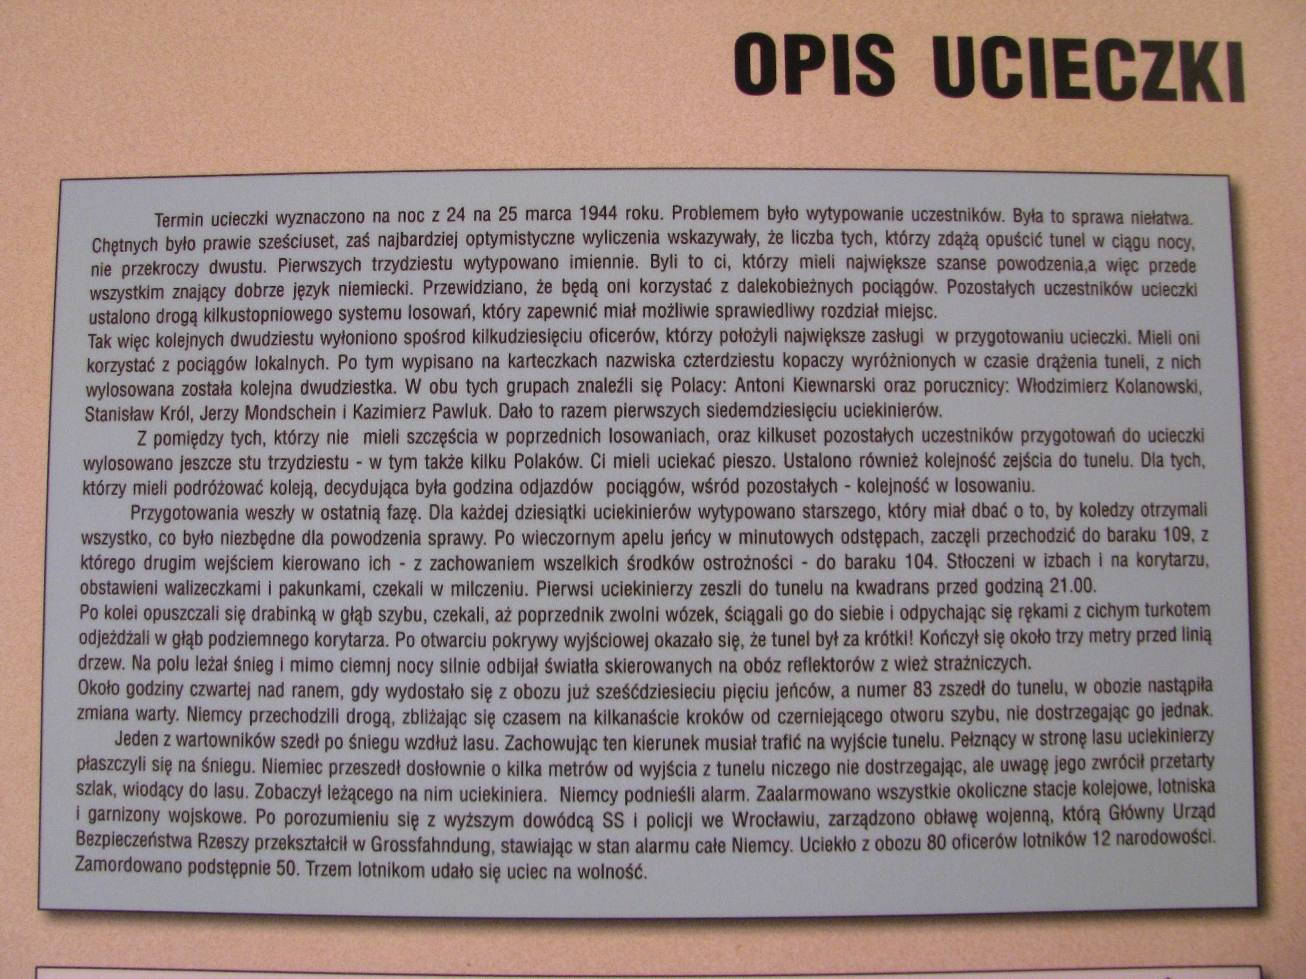 OPIS UCIECZKI
Termin ucieczki wyznaczono na noc z 24 na 25 marca 1944 roku. Problemem było wytypowanie uczestników. Była to sprawa niełatwa.
Chętnych było prawie sześciuset, zaś najbardziej optymistyczne wyliczenia wskazywały, że liczba tych, którzy zdążą opuścić tunel w ciągu nocy,
nie przekroczy dwustu. Pierwszych trzydziestu wytypowano imiennie. Byli to ci, którzy mieli największe szanse powodzenia,a więc przede
wszystkim znający dobrze język niemiecki. Przewidziano, że będą oni korzystać z dalekobieżnych pociągów. Pozostałych uczestników ucieczki
ustalono drogą kilkustopniowego systemu losowań, który zapewnić miał możliwie sprawiedliwy rozdział miejsc.
Tak więc kolejnych dwudziestu wyłoniono spośród kilkudziesięciu oficerów, którzy położyli największe zasługi w przygotowaniu ucieczki. Mieli oni
korzystać z pociągów lokalnych. Po tym wypisano na karteczkach nazwiska czterdziestu kopaczy wyróżnionych w czasie drążenia tuneli, z nich
wylosowana została kolejna dwudziestka. W obu tych grupach znaleźli się Polacy: Antoni Kiewnarski oraz porucznicy: Włodzimierz Kolanowski,
Stanisław Król, Jerzy Mondschein i Kazimierz Pawluk. Dało to razem pierwszych siedemdziesięciu uciekinierów.
Z pomiędzy tych, którzy nie mieli szczęścia w poprzednich losowaniach, oraz kilkuset pozostałych uczestników przygotowań do ucieczki
wylosowano jeszcze stu trzydziestu - w tym także kilku Polaków. Ci mieli uciekać pieszo. Ustalono również kolejność zejścia do tunelu. Dla tych,
którzy mieli podróżować koleją, decydująca była godzina odjazdów pociągów, wśród pozostałych - kolejność w losowaniu.
Przygotowania weszły w ostatnią fazę. Dla każdej dziesiątki uciekinierów wytypowano starszego, który miał dbać o to, by koledzy otrzymali
wszystko, co było niezbędne dla powodzenia sprawy. Po wieczornym apelu jeńcy w minutowych odstępach, zaczęli przechodzić do baraku 109, z
którego drugim wejściem kierowano ich - z zachowaniem wszelkich środków ostrożności - do baraku 104. Stłoczeni w izbach i na korytarzu,
obstawieni walizeczkami i pakunkami, czekali w milczeniu. Pierwsi uciekinierzy zeszli do tunelu na kwadrans przed godziną 21.00.
Po kolei opuszczali się drabinką w głąb szybu, czekali, aż poprzednik zwolni wózek, ściągali go do siebie i odpychając się rękami z cichym turkotem
odjeżdżali w głąb podziemnego korytarza. Po otwarciu pokrywy wyjściowej okazało się, że tunel był za krótki! Kończył się około trzy metry przed linią
drzew. Na polu leżał śnieg i mimo ciemnj nocy silnie odbijał światła skierowanych na obóz reflektorów z wież strażniczych.
Około godziny czwartej nad ranem, gdy wydostało się z obozu już sześćdziesieciu pięciu jeńców, a numer 83 zszedł do tunelu, w obozie nastąpiła
zmiana warty. Niemcy przechodzili drogą, zbliżając się czasem na kilkanaście kroków od czerniejącego otworu szybu, nie dostrzegając go jednak.
Jeden z wartowników szedł po śniegu wzdłuż lasu. Zachowując ten kierunek musiał trafić na wyjście tunelu. Pełznący w stronę lasu uciekinierzy
płaszczyli się na śniegu. Niemiec przeszedł dosłownie o kilka metrów od wyjścia z tunelu niczego nie dostrzegając, ale uwagę jego zwrócił przetarty
szlak, wiodący do lasu. Zobaczył leżącego na nim uciekiniera. Niemcy podnieśli alarm. Zaalarmowano wszystkie okoliczne stacje kolejowe, lotniska
i garnizony wojskowe. Po porozumieniu się z wyższym dowódcą SS i policji we Wrocławiu, zarządzono obławę wojenną, którą Główny Urząd
Bezpieczeństwa Rzeszy przekształcił w Grossfahndung, stawiając w stan alarmu całe Niemcy. Uciekło z obozu 80 oficerów lotników 12 narodowości.
Zamordowano podstępnie 50. Trzem lotnikom udało się uciec na wolność.